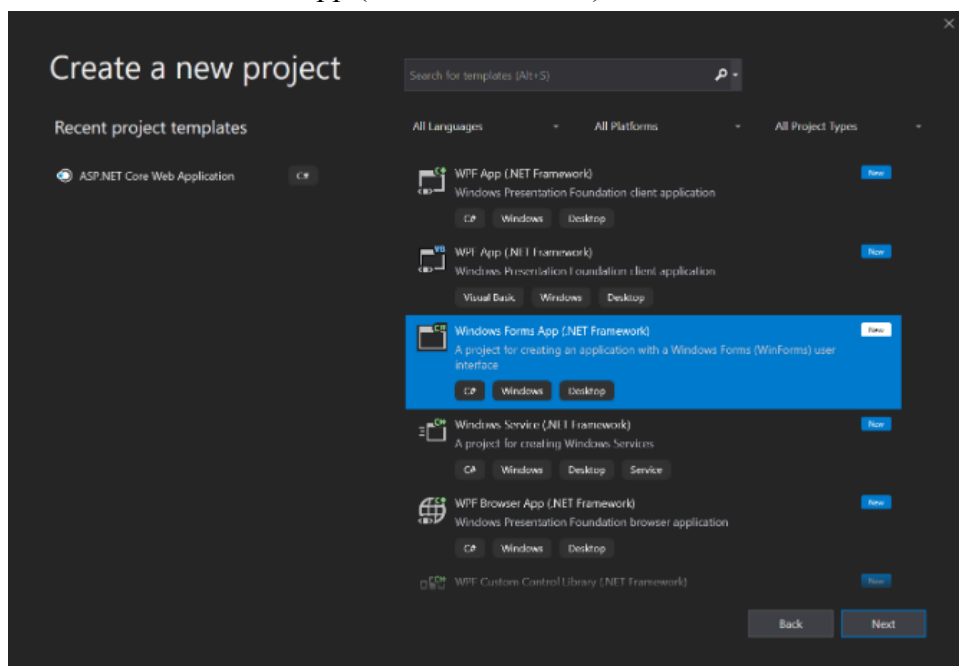 Create a new project
Search for templates (Alt+S)
Recent project templates
All Languages All Platforms All Project Types
ASP.NET Core Web Application C#
WPF App (.NET Framework) New
Windows Presentation Foundation client application
C# Windows Desktop
WPF App (.NET Framework) New
Windows Presentation Foundation client application
Visual Basic Windows Desktop
Windows Forms App (.NET Framework) New
A project for creating an application with a Windows Forms (WinForms) user
interface
C# Windows Desktop
Windows Service (.NET Framework) New
A project for creating Windows Services
C# Windows Desktop Service
WPF Browser App (.NET Framework) New
Windows Presentation Foundation browser application
C# Windows Desktop
WPF Custom Control Library (.NET Framework) New
Back Next